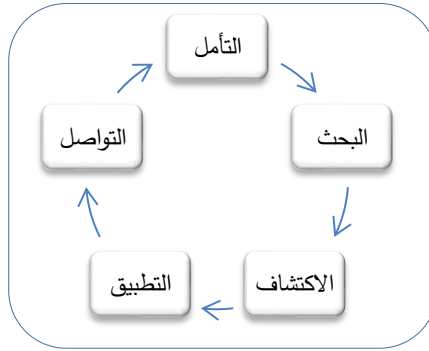 التأمل
البحث
الاكتشاف
التطبيق
التواصل